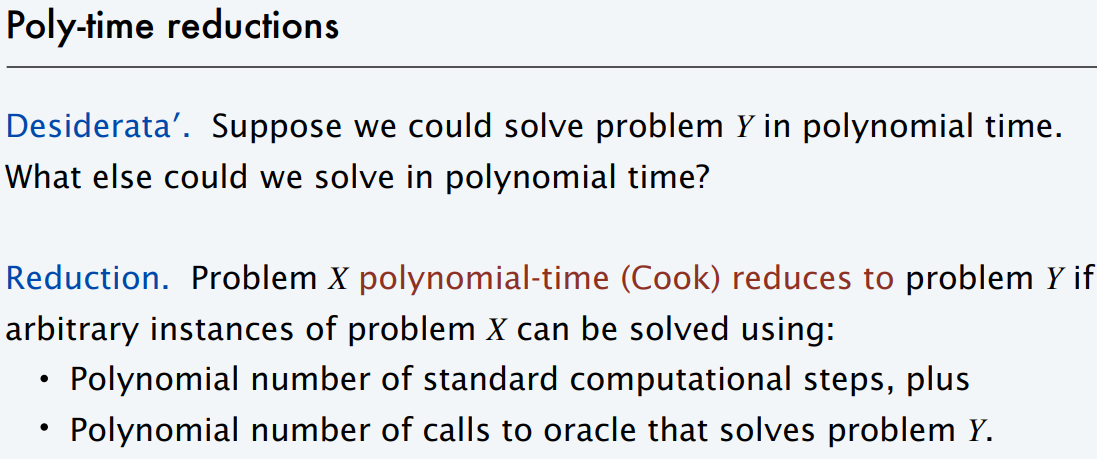 Poly-time reductions
Desiderata′. Suppose we could solve problem Y in polynomial time.
What else could we solve in polynomial time?
Reduction. Problem X polynomial-time (Cook) reduces to problem Y if
arbitrary instances of problem X can be solved using:
• Polynomial number of standard computational steps, plus
• Polynomial number of calls to oracle that solves problem Y.